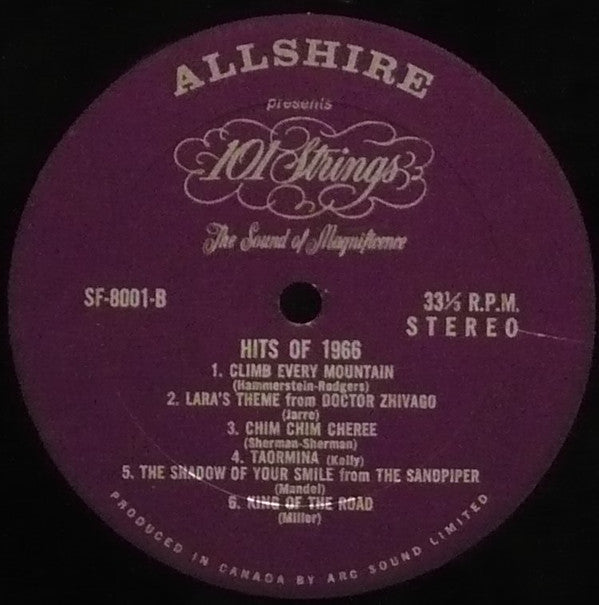 ALLSHIRE
presents
101 Strings
The Sound of Magnificence
SF-8001-B
33⅓ R.P.M.
STEREO
HITS OF 1966
1. CLIMB EVERY MOUNTAIN
(Hammerstein-Rodgers)
2. LARA'S THEME from DOCTOR ZHIVAGO
(Jarre)
3. CHIM CHIM CHEREE
(Sherman-Sherman)
4. TAORMINA (Kelly)
5. THE SHADOW OF YOUR SMILE from THE SANDPIPER
(Mandel)
6. KING OF THE ROAD
(Miller)
PRODUCED IN CANADA BY ARC SOUND LIMITED